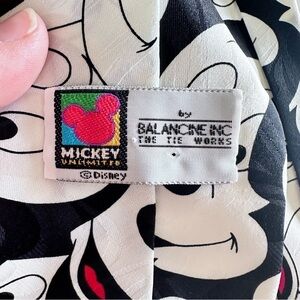 MICKEY
UNLIMITED
©Disney
by
BALANCINE INC
THE TIE WORKS